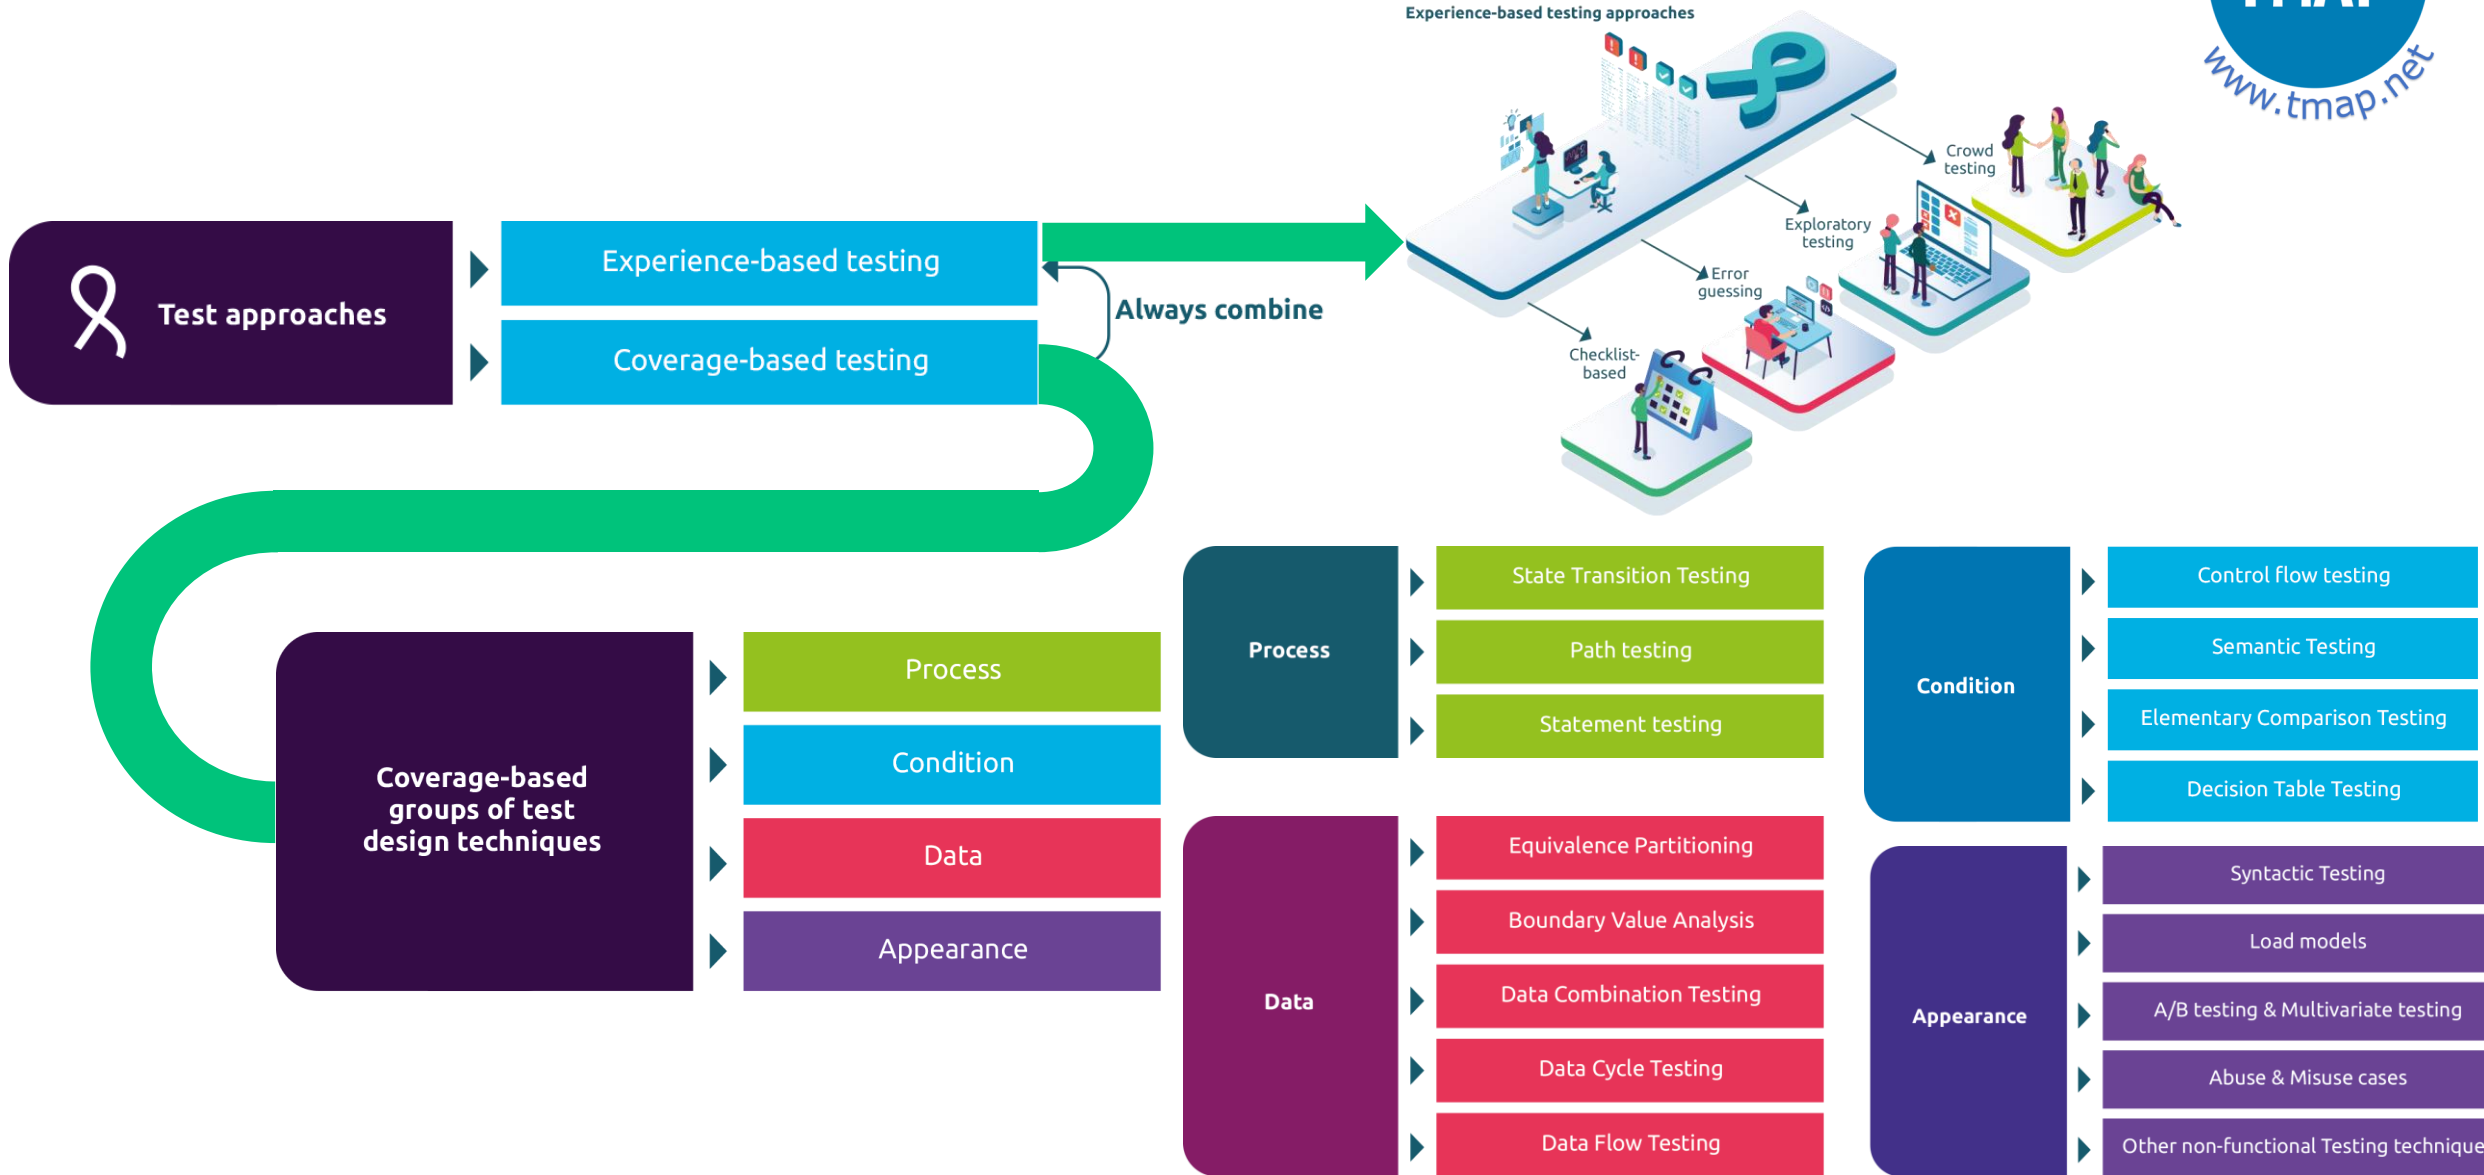 Experience-based testing approaches
TMAP
www.tmap.net
Crowd
testing
Exploratory
testing
Error
guessing
Checklist-
based
Test approaches
Experience-based testing
Coverage-based testing
Always combine
Coverage-based
groups of test
design techniques
Process
Condition
Data
Appearance
Process
State Transition Testing
Path testing
Statement testing
Condition
Control flow testing
Semantic Testing
Elementary Comparison Testing
Decision Table Testing
Data
Equivalence Partitioning
Boundary Value Analysis
Data Combination Testing
Data Cycle Testing
Data Flow Testing
Appearance
Syntactic Testing
Load models
A/B testing & Multivariate testing
Abuse & Misuse cases
Other non-functional Testing technique